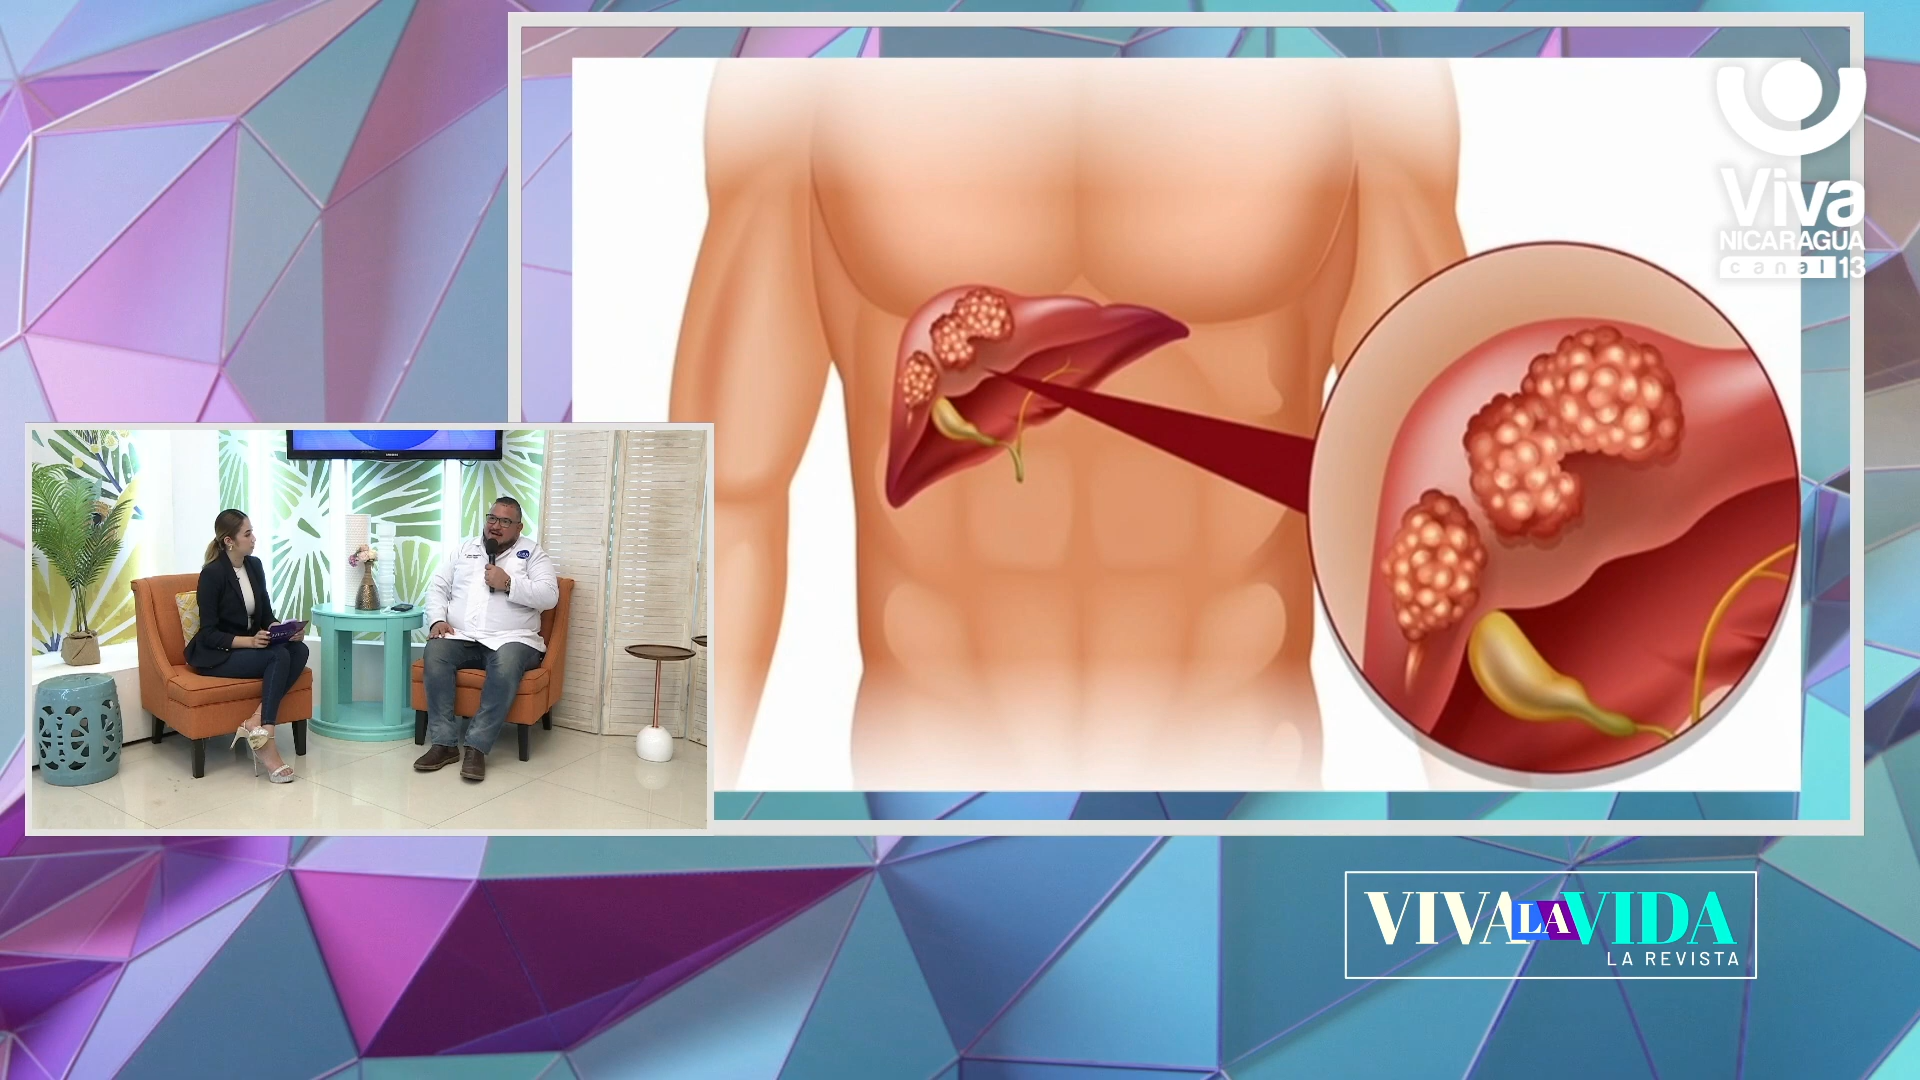 Viva
NICARAGUA
canal 13
VIVA LA VIDA
LA REVISTA